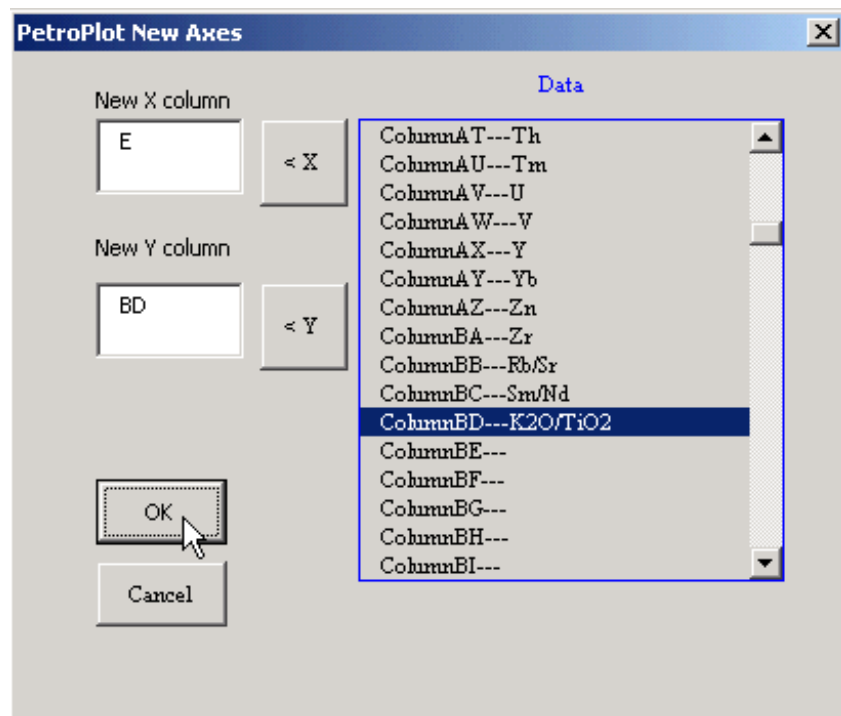 PetroPlot New Axes
Data
New X column
E
< X
New Y column
BD
< Y
OK
Cancel
ColumnAT---Th
ColumnAU---Tm
ColumnAV---U
ColumnAW---V
ColumnAX---Y
ColumnAY---Yb
ColumnAZ---Zn
ColumnBA---Zr
ColumnBB---Rb/Sr
ColumnBC---Sm/Nd
ColumnBD---K2O/TiO2
ColumnBE---
ColumnBF---
ColumnBG---
ColumnBH---
ColumnBI---